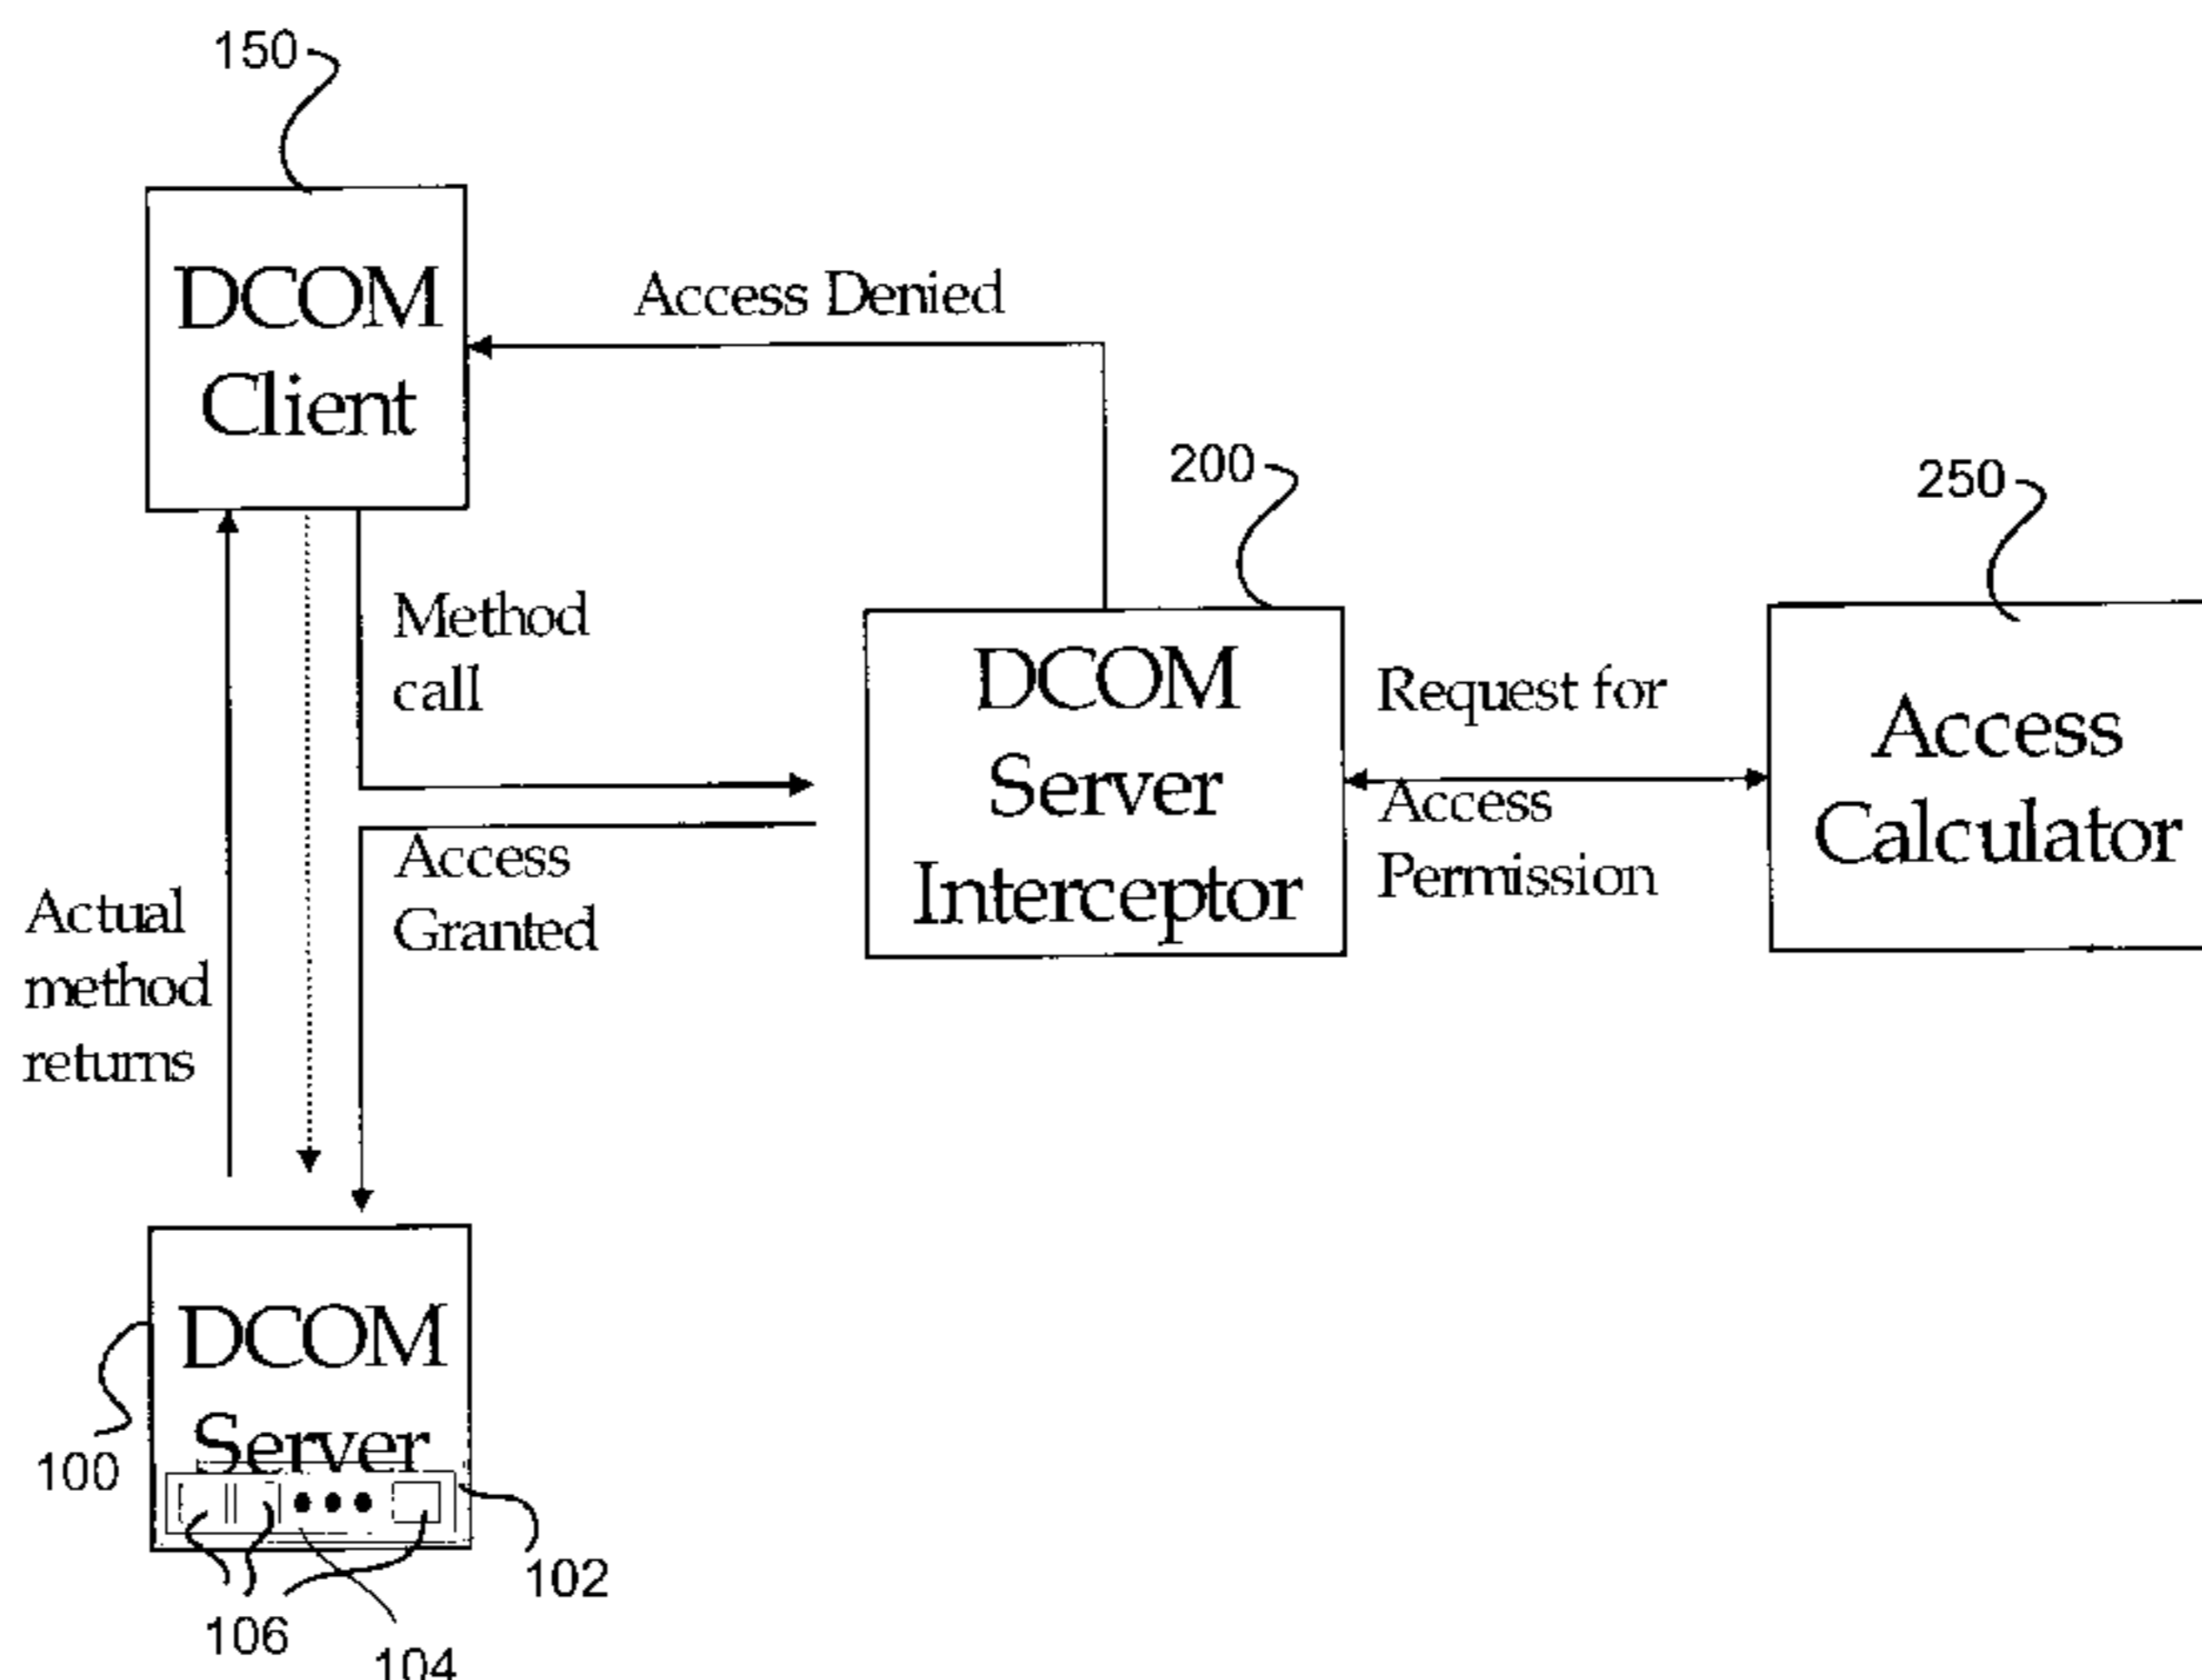 150
DCOM
Client
Access Denied
200
250
Method
call
DCOM
Server
Interceptor
Request for
Access
Permission
Access
Calculator
Access
Granted
Actual
method
returns
DCOM
Server
100
102
106
104